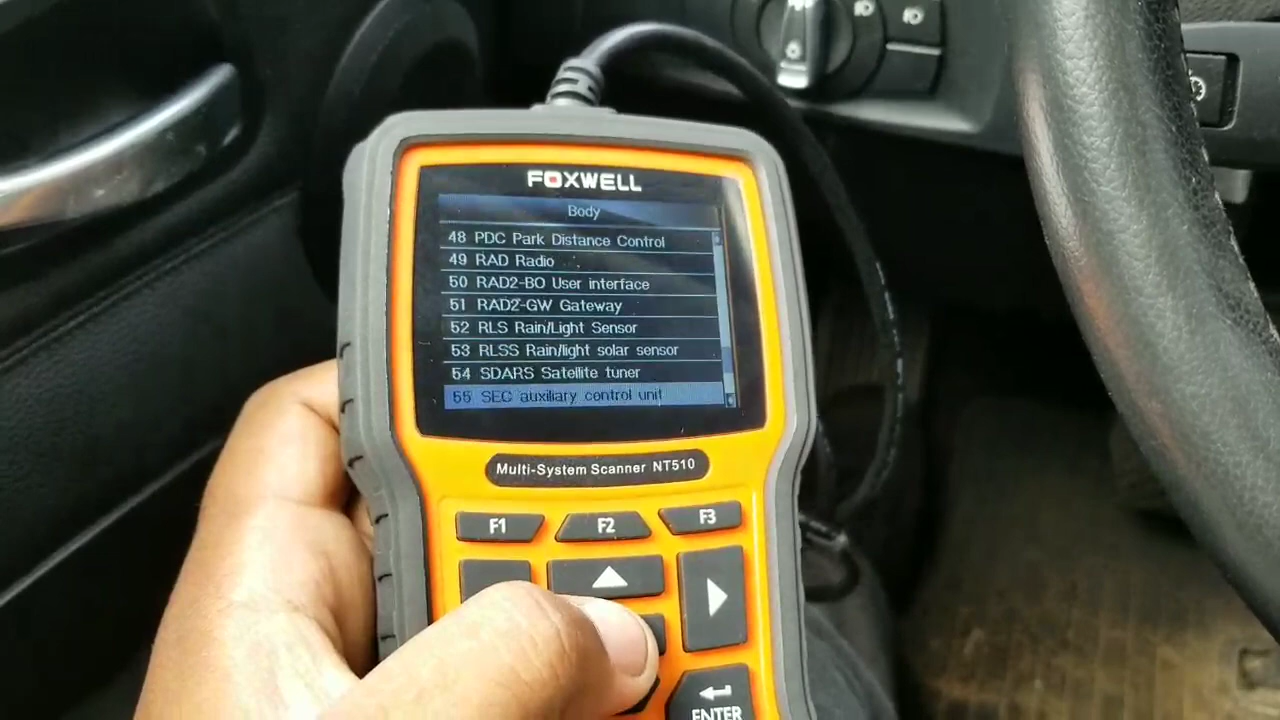 FOXWELL
Body
48 PDC Park Distance Control
49 RAD Radio
50 RAD2-BO User interface
51 RAD2-GW Gateway
52 RLS Rain/Light Sensor
53 RLSS Rain/light solar sensor
54 SDARS Satellite tuner
55 SEC auxiliary control unit
Multi-System Scanner NT510
F1
F2
F3
ENTER